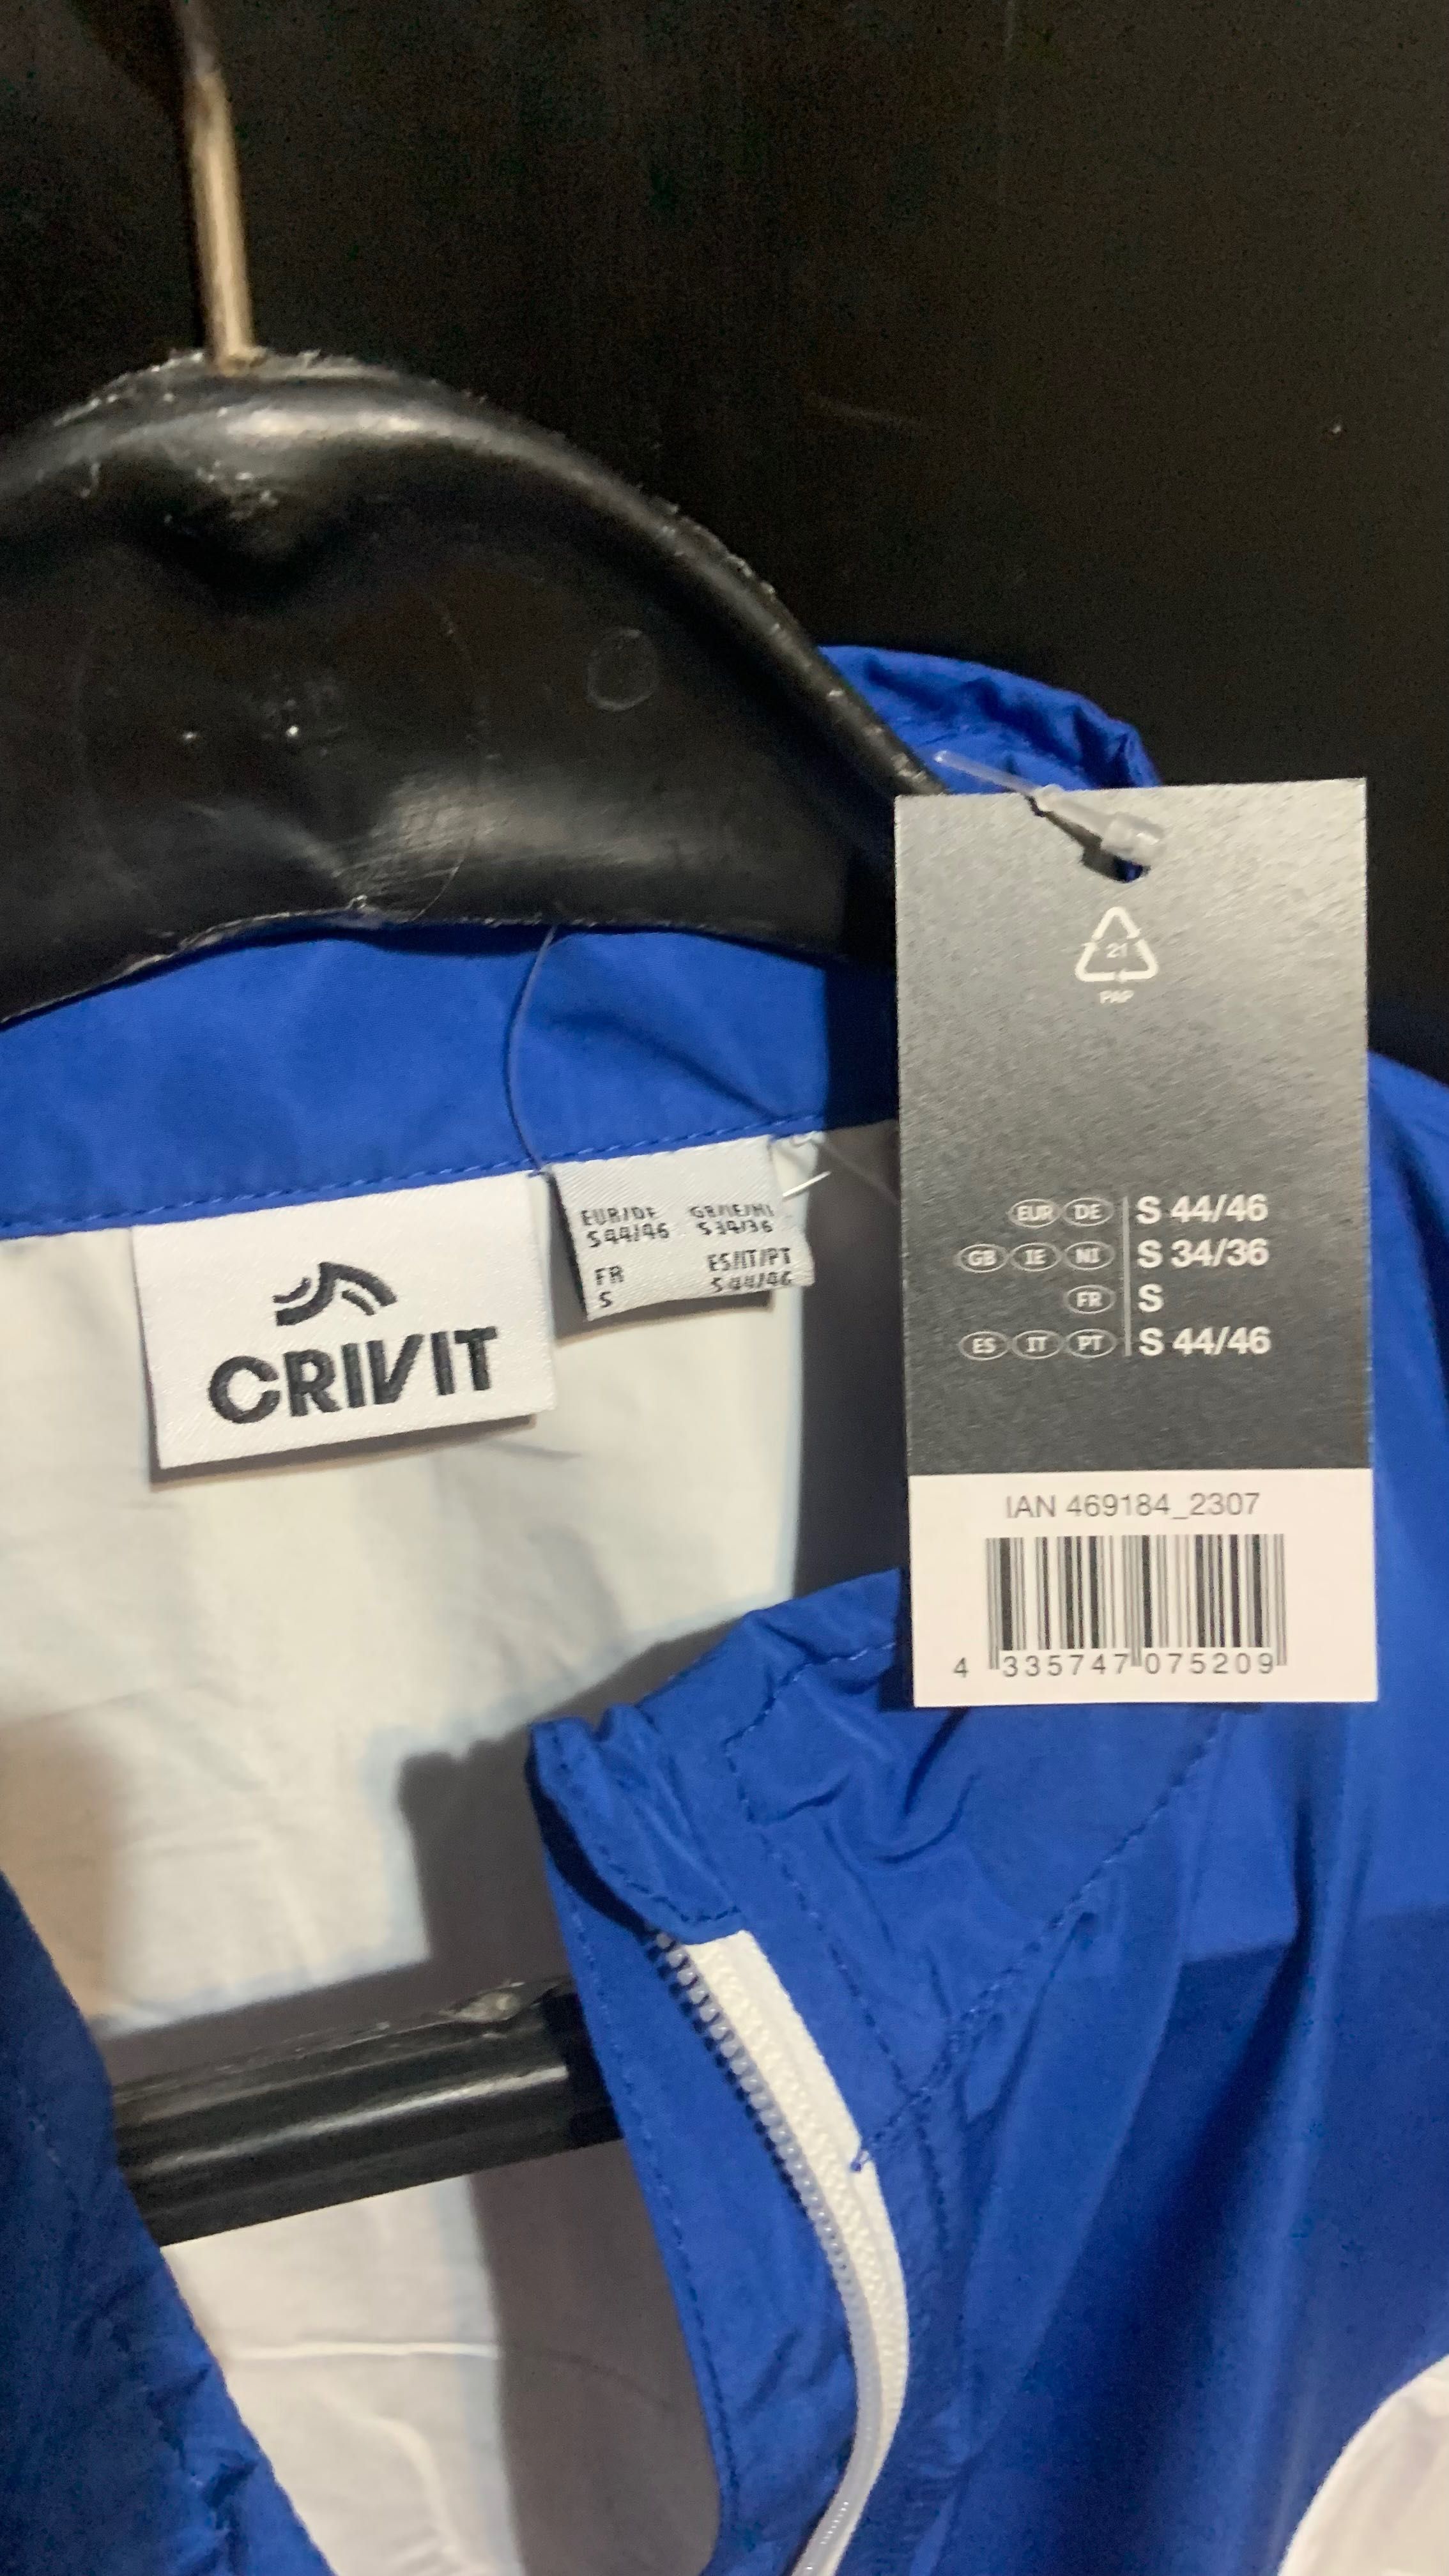 21
PAP
EUR DE S 44/46
GB IE NI S 34/36
FR S
ES IT PT S 44/46
IAN 469184_2307
4 335747 075209
CRIVIT
EUR/DE GB/IE/NI
S 44/46 S 34/36
FR ES/IT/PT
S S 44/46